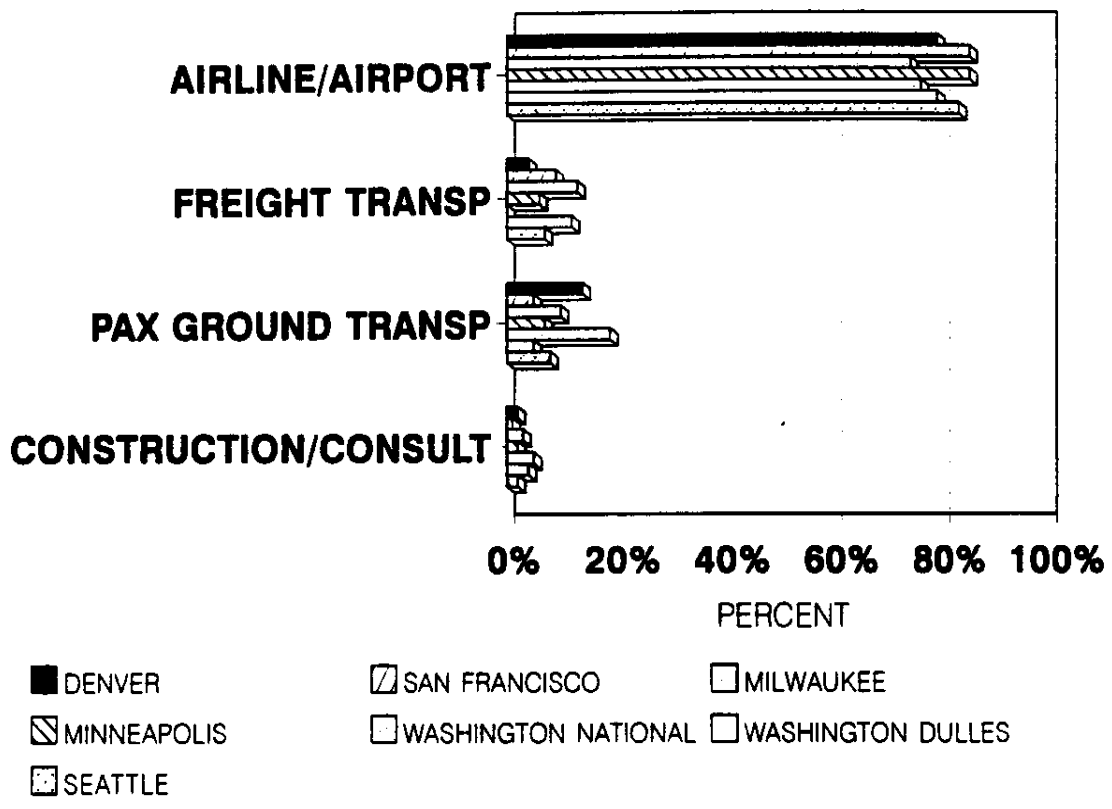 AIRLINE/AIRPORT
FREIGHT TRANSP
PAX GROUND TRANSP
CONSTRUCTION/CONSULT
0% 20% 40% 60% 80% 100%
PERCENT
DENVER SAN FRANCISCO MILWAUKEE
MINNEAPOLIS WASHINGTON NATIONAL WASHINGTON DULLES
SEATTLE